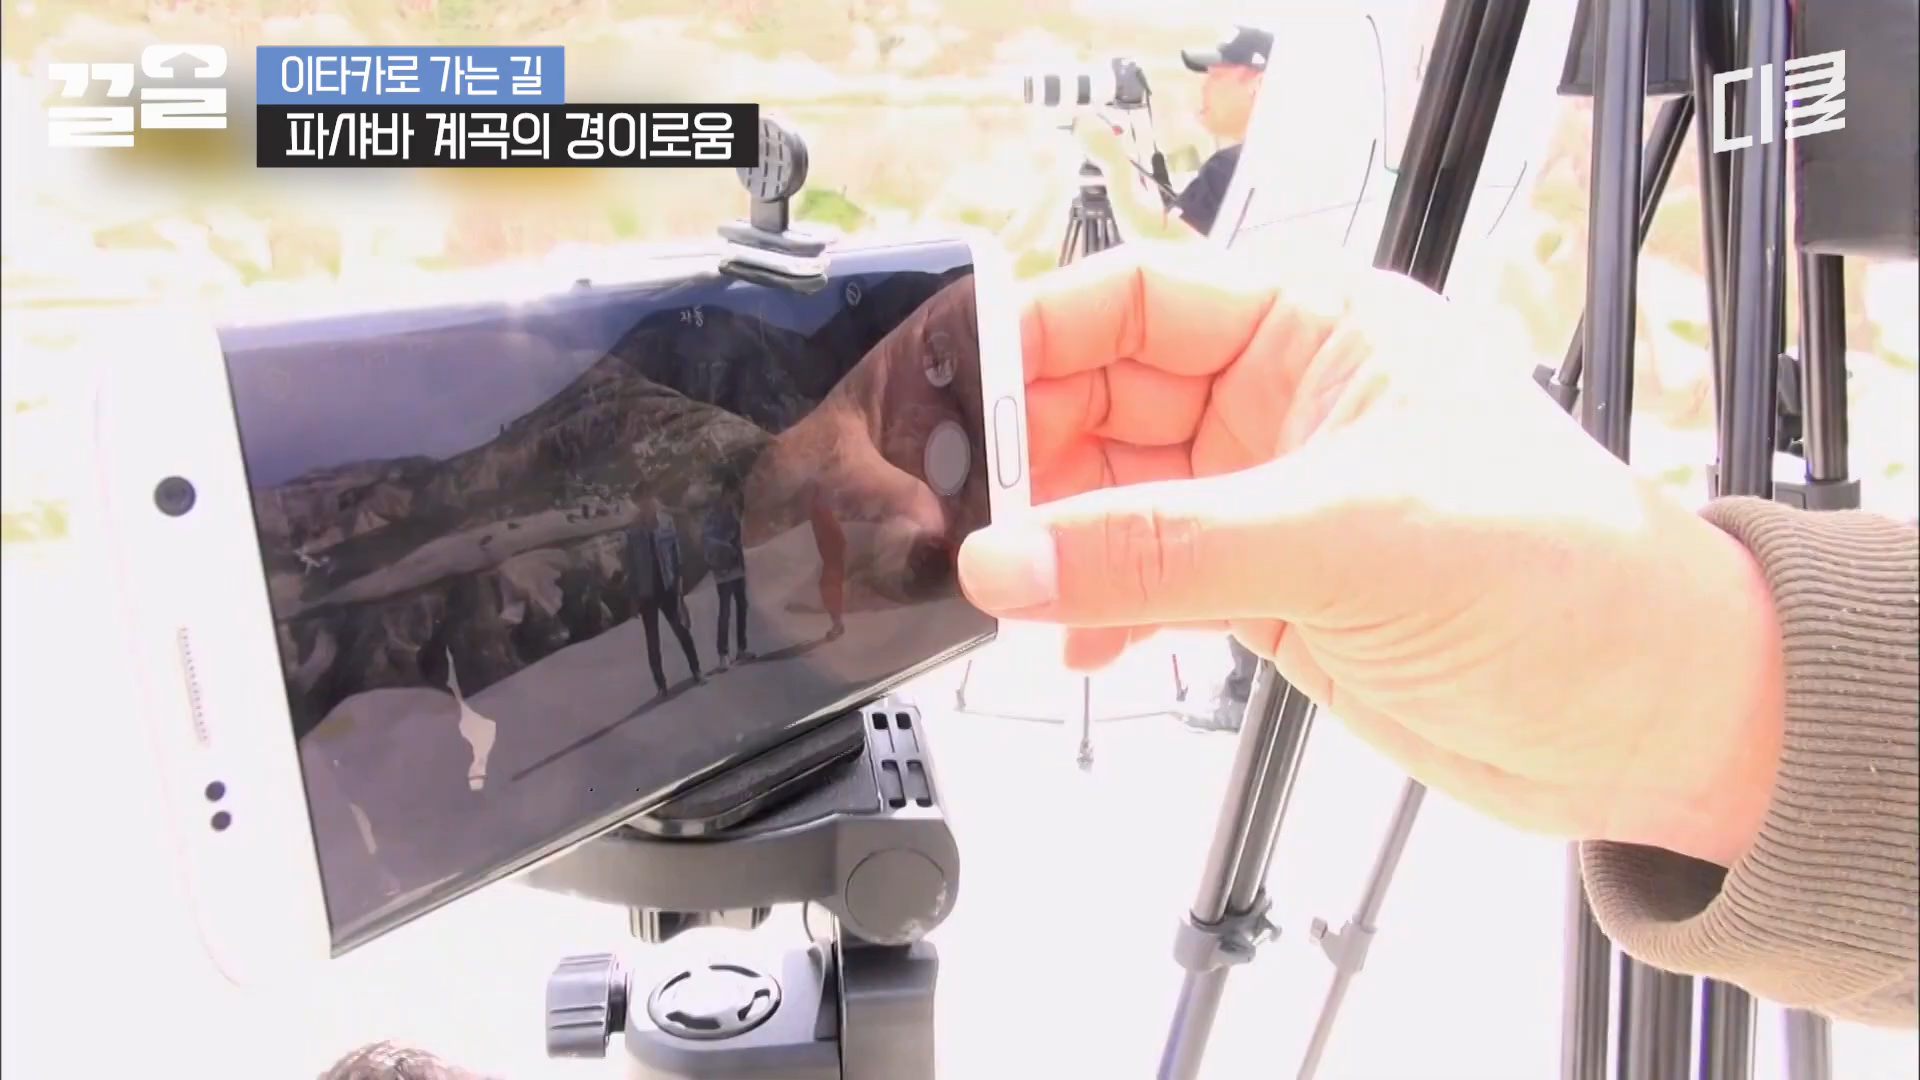 끌올
이타카로 가는 길
파샤바 계곡의 경이로움
디글
자동